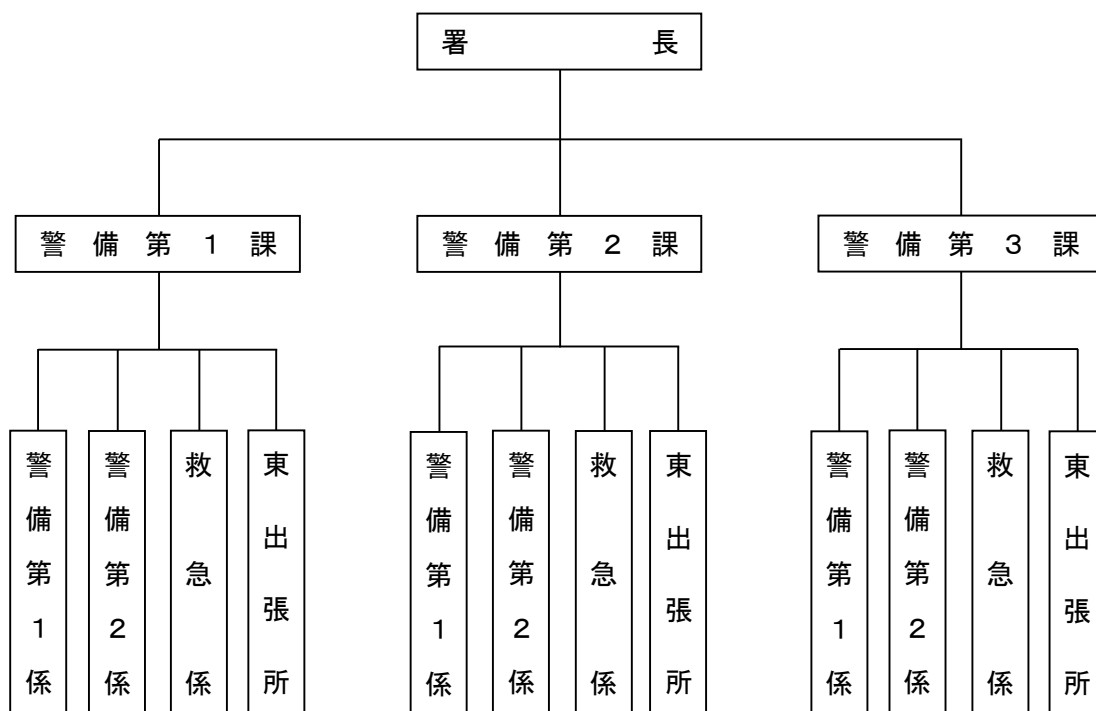 署長
警備第1課
警備第2課
警備第3課
警備第1係
警備第2係
救急係
東出張所
警備第1係
警備第2係
救急係
東出張所
警備第1係
警備第2係
救急係
東出張所